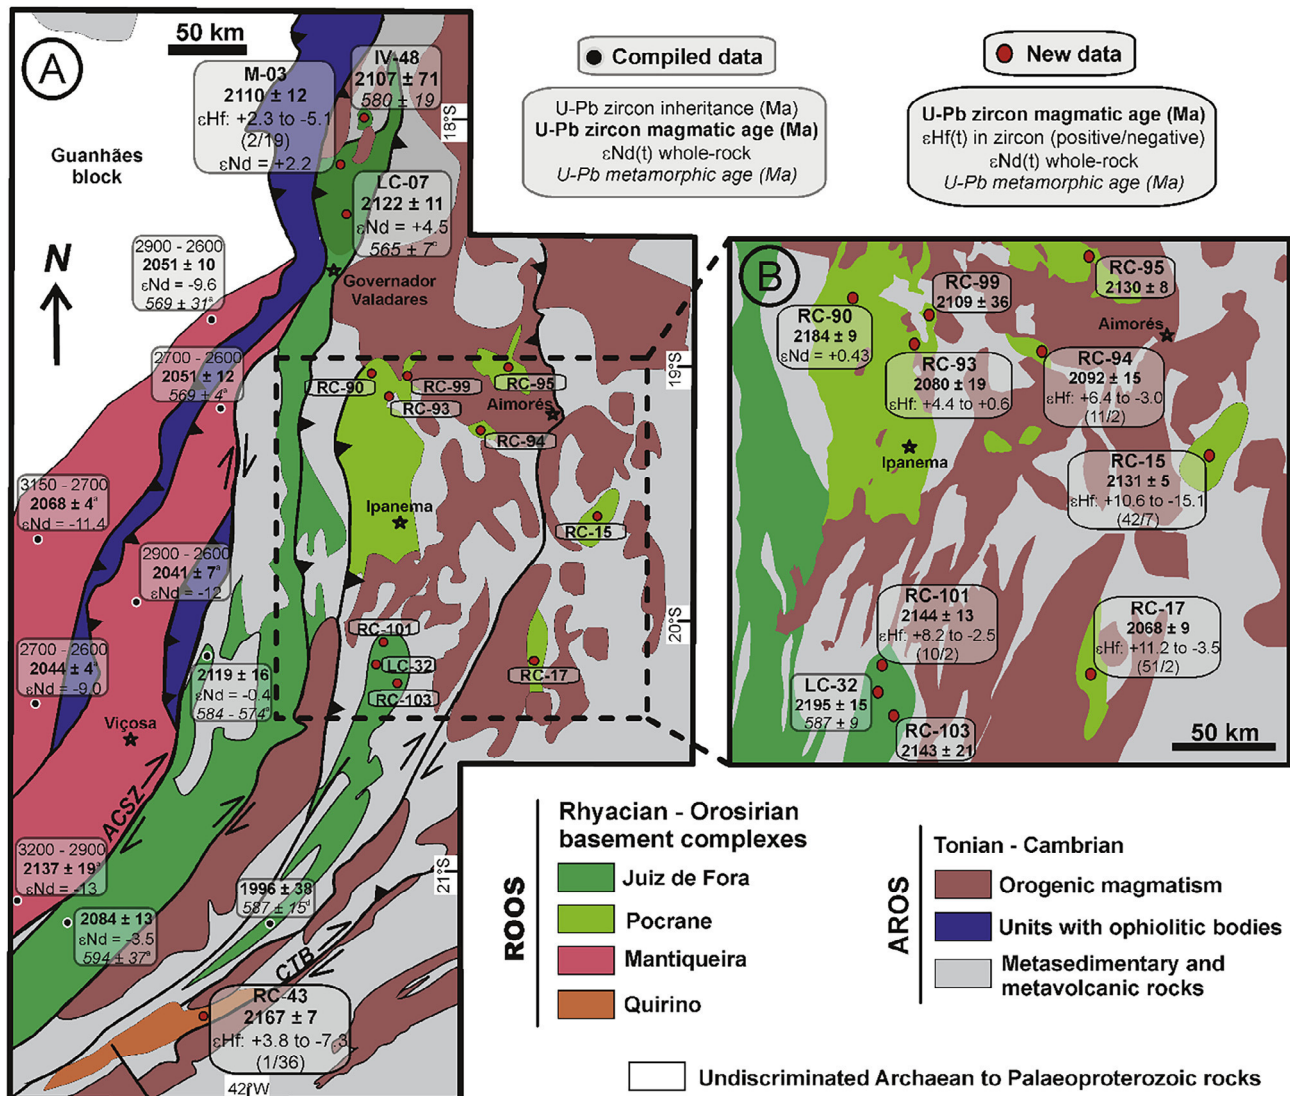 A
50 km
M-03
2110 ± 12
εHf: +2.3 to -5.1
(2/19)
εNd = +2.2
IV-48
2107 ± 71
580 ± 19
18°S
Guanhães
block
LC-07
2122 ± 11
εNd = +4.5
565 ± 7c
N
Governador
Valadares
2900 - 2600
2051 ± 10
εNd = -9.6
569 ± 31a
2700 - 2600
2051 ± 12
569 ± 4a
19°S
RC-90
RC-99
RC-95
RC-93
Aimorés
RC-94
3150 - 2700
2068 ± 4a
εNd = -11.4
Ipanema
RC-15
2900 - 2600
2041 ± 7a
εNd = -12
20°S
RC-101
LC-32
RC-103
RC-17
2700 - 2600
2044 ± 4a
εNd = -9.0
2119 ± 16
εNd = -0.4
584 - 574e
Viçosa
ACSZ
3200 - 2900
2137 ± 19a
εNd = -13
21°S
2084 ± 13
εNd = -3.5
594 ± 37a
1996 ± 38
587 ± 15d
CTB
RC-43
2167 ± 7
εHf: +3.8 to -7.3
(1/36)
Compiled data
U-Pb zircon inheritance (Ma)
U-Pb zircon magmatic age (Ma)
εNd(t) whole-rock
U-Pb metamorphic age (Ma)
New data
U-Pb zircon magmatic age (Ma)
εHf(t) in zircon (positive/negative)
εNd(t) whole-rock
U-Pb metamorphic age (Ma)
B
RC-90
2184 ± 9
εNd = +0.43
RC-99
2109 ± 36
RC-95
2130 ± 8
Aimorés
RC-93
2080 ± 19
εHf: +4.4 to +0.6
RC-94
2092 ± 15
εHf: +6.4 to -3.0
(11/2)
Ipanema
RC-15
2131 ± 5
εHf: +10.6 to -15.1
(42/7)
RC-101
2144 ± 13
εHf: +8.2 to -2.5
(10/2)
RC-17
2068 ± 9
εHf: +11.2 to -3.5
(51/2)
LC-32
2195 ± 15
587 ± 9
RC-103
2143 ± 21
50 km
ROOS
Rhyacian - Orosirian
basement complexes
Juiz de Fora
Pocrane
Mantiqueira
Quirino
AROS
Tonian - Cambrian
Orogenic magmatism
Units with ophiolitic bodies
Metasedimentary and
metavolcanic rocks
Undiscriminated Archaean to Palaeoproterozoic rocks